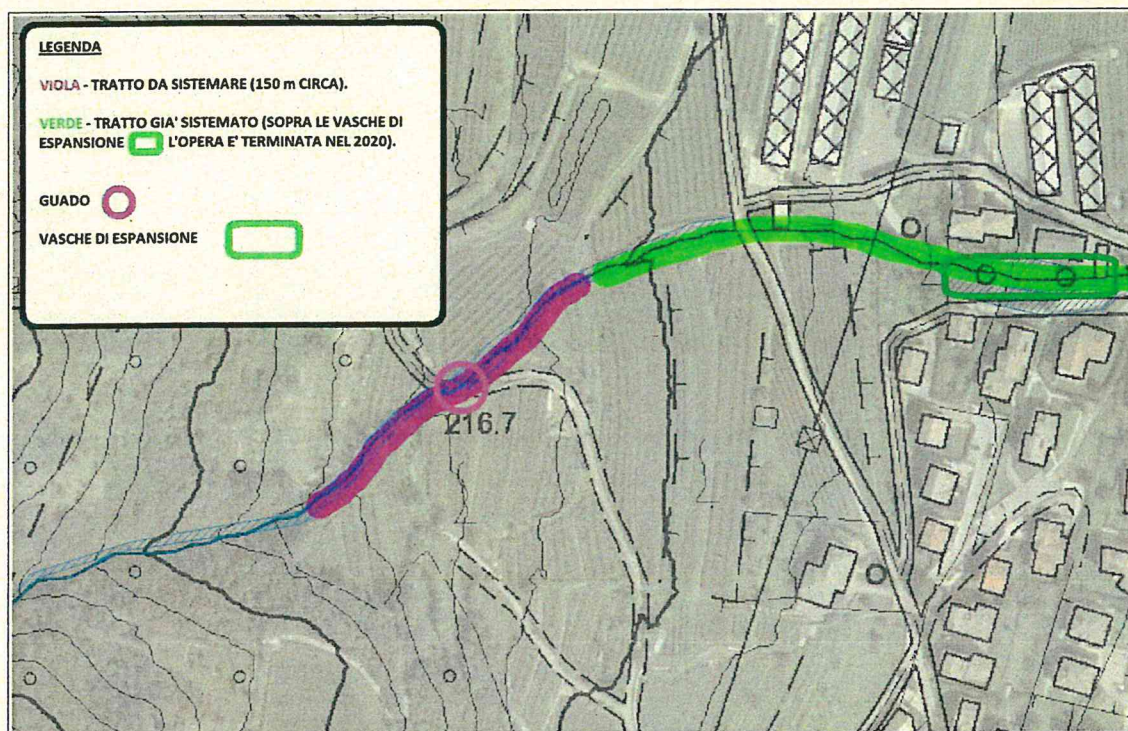 LEGENDA
VIOLA - TRATTO DA SISTEMARE (150 m CIRCA).
VERDE - TRATTO GIA' SISTEMATO (SOPRA LE VASCHE DI
ESPANSIONE L'OPERA E' TERMINATA NEL 2020).
GUADO
VASCHE DI ESPANSIONE
216.7